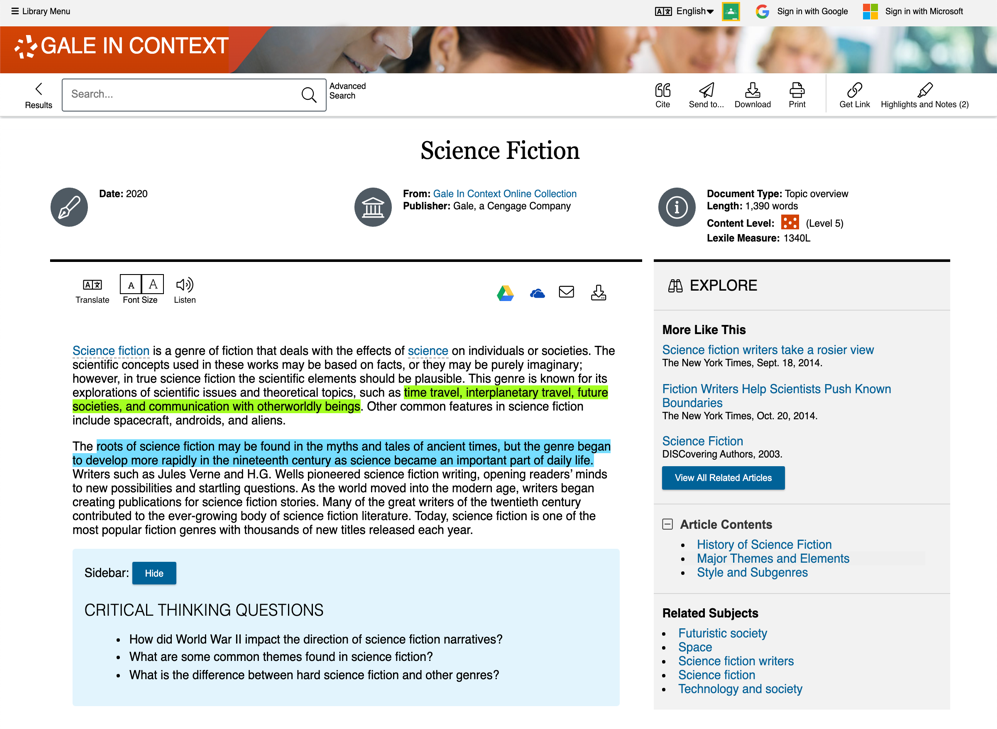 Library Menu
English
Sign in with Google
Sign in with Microsoft
GALE IN CONTEXT
Results
Search...
Advanced
Search
Cite
Send to...
Download
Print
Get Link
Highlights and Notes (2)
Science Fiction
Date: 2020
From: Gale In Context Online Collection
Publisher: Gale, a Cengage Company
Document Type: Topic overview
Length: 1,390 words
Content Level: (Level 5)
Lexile Measure: 1340L
Translate
A A
Font Size
Listen
Science fiction is a genre of fiction that deals with the effects of science on individuals or societies. The
scientific concepts used in these works may be based on facts, or they may be purely imaginary;
however, in true science fiction the scientific elements should be plausible. This genre is known for its
explorations of scientific issues and theoretical topics, such as time travel, interplanetary travel, future
societies, and communication with otherworldly beings. Other common features in science fiction
include spacecraft, androids, and aliens.
The roots of science fiction may be found in the myths and tales of ancient times, but the genre began
to develop more rapidly in the nineteenth century as science became an important part of daily life.
Writers such as Jules Verne and H.G. Wells pioneered science fiction writing, opening readers' minds
to new possibilities and startling questions. As the world moved into the modern age, writers began
creating publications for science fiction stories. Many of the great writers of the twentieth century
contributed to the ever-growing body of science fiction literature. Today, science fiction is one of the
most popular fiction genres with thousands of new titles released each year.
Sidebar: Hide
CRITICAL THINKING QUESTIONS
• How did World War II impact the direction of science fiction narratives?
• What are some common themes found in science fiction?
• What is the difference between hard science fiction and other genres?
EXPLORE
More Like This
Science fiction writers take a rosier view
The New York Times, Sept. 18, 2014.
Fiction Writers Help Scientists Push Known
Boundaries
The New York Times, Oct. 20, 2014.
Science Fiction
DISCovering Authors, 2003.
View All Related Articles
Article Contents
• History of Science Fiction
• Major Themes and Elements
• Style and Subgenres
Related Subjects
• Futuristic society
• Space
• Science fiction writers
• Science fiction
• Technology and society